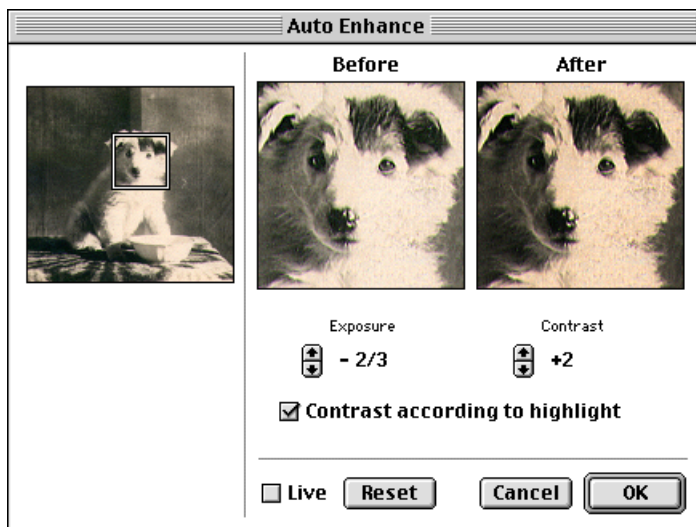 Auto Enhance
Before After
Exposure Contrast
- 2/3 +2
Contrast according to highlight
Live Reset Cancel OK